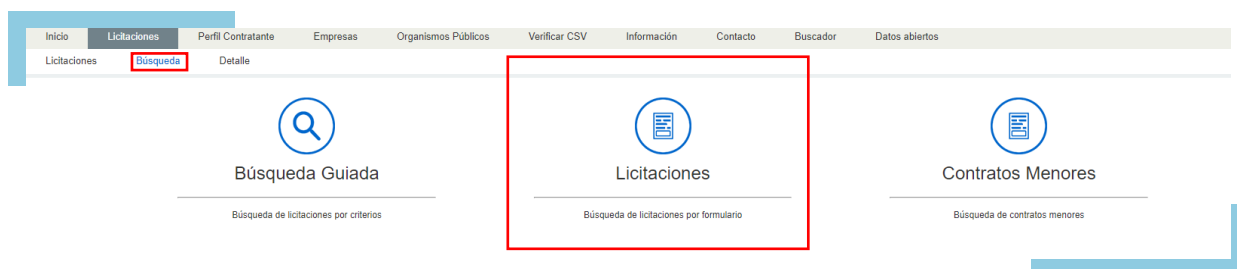 Inicio Licitaciones Perfil Contratante Empresas Organismos Públicos Verificar CSV Información Contacto Buscador Datos abiertos
Licitaciones Búsqueda Detalle
Búsqueda Guiada
Búsqueda de licitaciones por criterios
Licitaciones
Búsqueda de licitaciones por formulario
Contratos Menores
Búsqueda de contratos menores